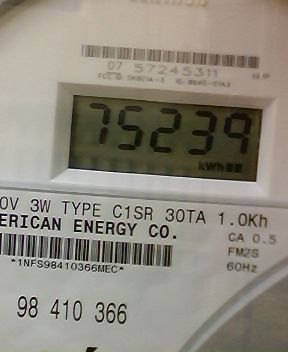 07 57245311
75239
kWh
0V 3W TYPE C1SR 30TA 1.0Kh
ERICAN ENERGY CO.
CA 0.5
FM2S
60Hz
*1NFS98410366MEC*
98 410 366